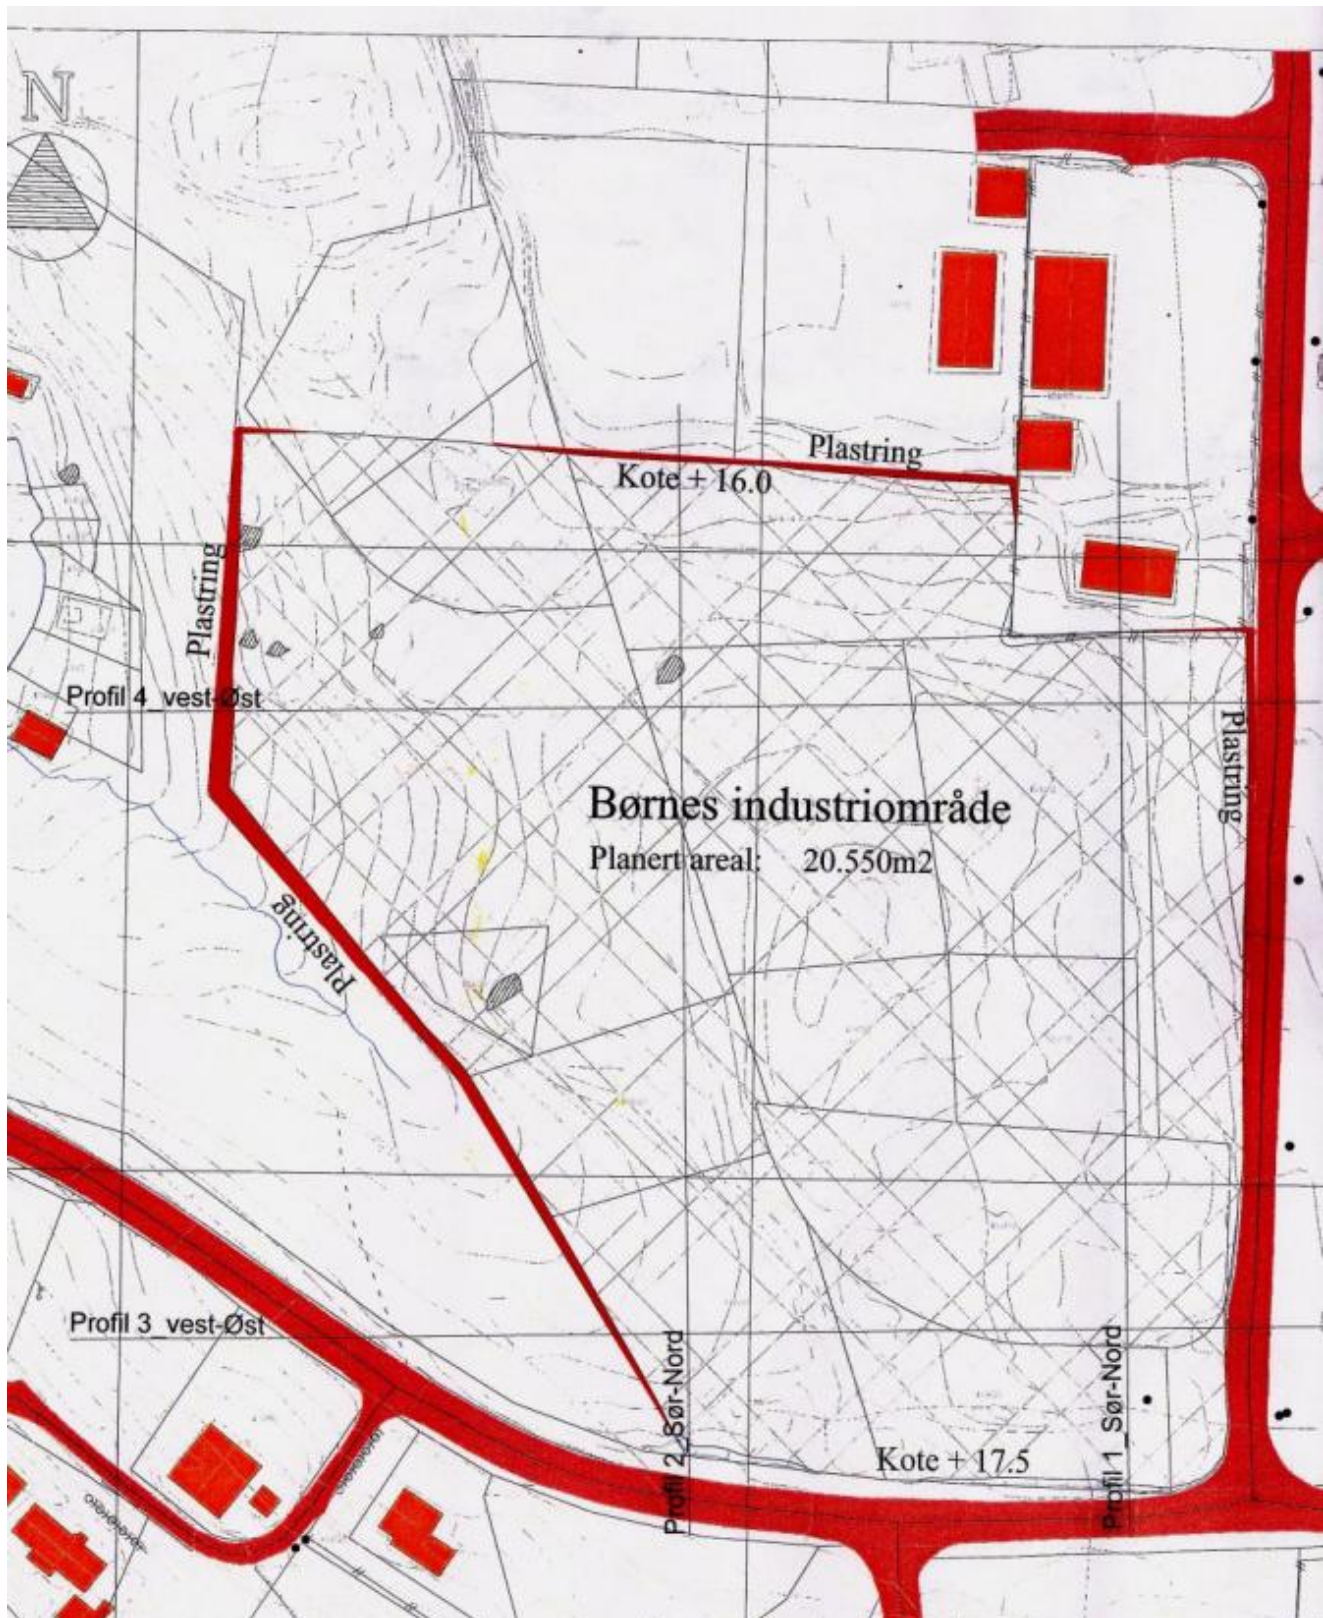 N
Plastring
Kote + 16.0
Plastring
Profil 4_vest-Øst
Plastring
Børnes industriområde
Planert areal: 20.550m2
Plastring
Profil 3_vest-Øst
Profil 2_Sør-Nord
Profil 1_Sør-Nord
Kote + 17.5